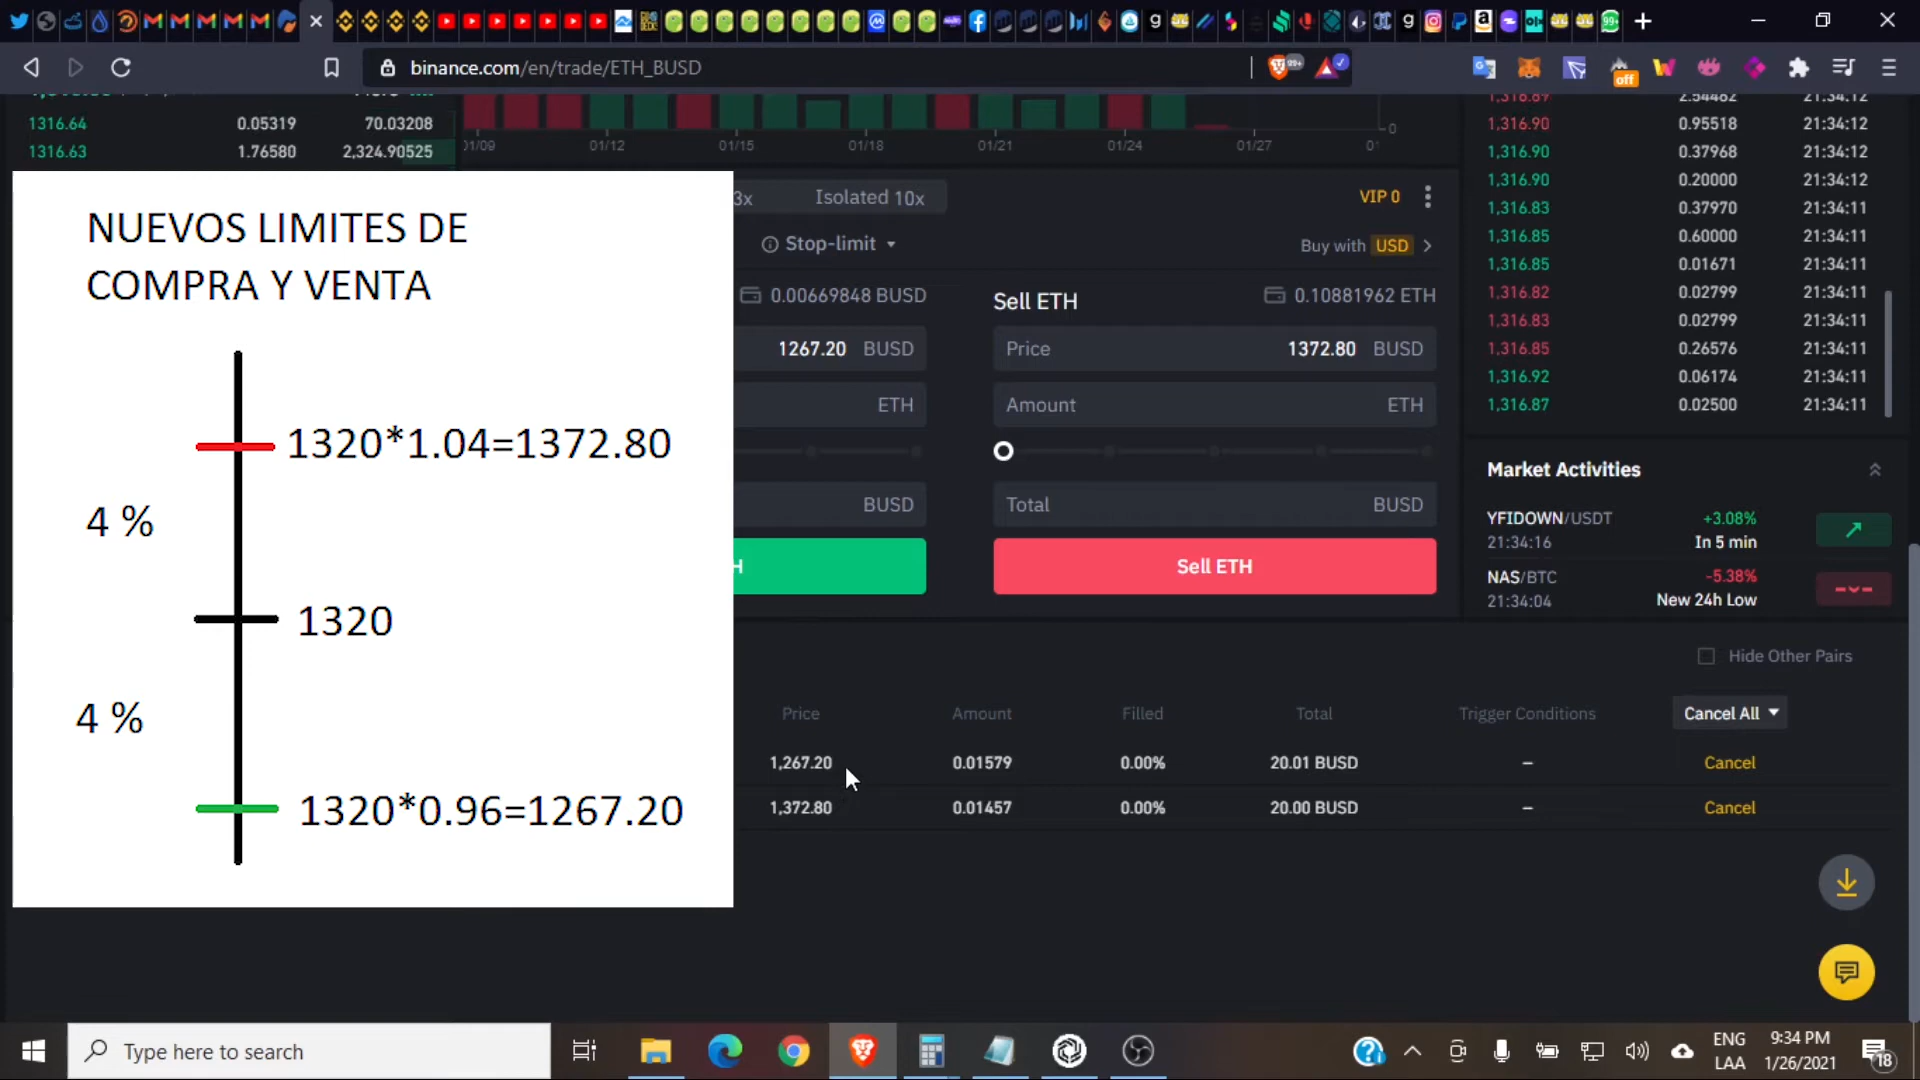 binance.com/en/trade/ETH_BUSD
off
99+
1316.64 0.05319 70.03208
1316.63 1.76580 2,324.90525
01/09 01/12 01/15 01/18 01/21 01/24 01/27
0
2.54462 21:34:12
1,316.90 0.95518 21:34:12
1,316.90 0.37968 21:34:12
1,316.90 0.20000 21:34:12
1,316.83 0.37970 21:34:11
1,316.85 0.60000 21:34:11
1,316.85 0.01671 21:34:11
1,316.82 0.02799 21:34:11
1,316.83 0.02799 21:34:11
1,316.85 0.26576 21:34:11
1,316.92 0.06174 21:34:11
1,316.87 0.02500 21:34:11
NUEVOS LIMITES DE
COMPRA Y VENTA
1320*1.04=1372.80
4 %
1320
4 %
1320*0.96=1267.20
3x Isolated 10x VIP 0
Stop-limit Buy with USD
0.00669848 BUSD
1267.20 BUSD
ETH
BUSD
H
Sell ETH 0.10881962 ETH
Price 1372.80 BUSD
Amount ETH
Total BUSD
Sell ETH
Market Activities
YFIDOWN/USDT +3.08%
21:34:16 In 5 min
NAS/BTC -5.38%
21:34:04 New 24h Low
Hide Other Pairs
Price Amount Filled Total Trigger Conditions Cancel All
1,267.20 0.01579 0.00% 20.01 BUSD – Cancel
1,372.80 0.01457 0.00% 20.00 BUSD – Cancel
Type here to search
ENG
LAA
9:34 PM
1/26/2021
18